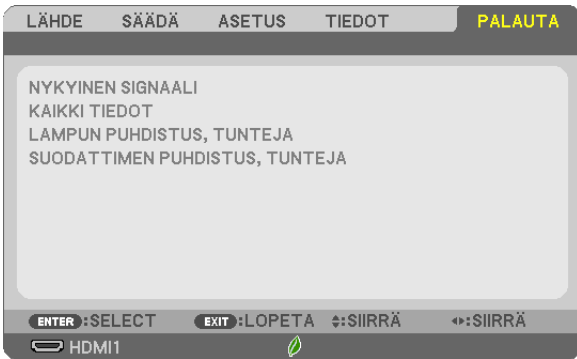 LÄHDE SÄÄDÄ ASETUS TIEDOT PALAUTA
NYKYINEN SIGNAALI
KAIKKI TIEDOT
LAMPUN PUHDISTUS, TUNTEJA
SUODATTIMEN PUHDISTUS, TUNTEJA
ENTER :SELECT EXIT :LOPETA :SIIRRÄ :SIIRRÄ
HDMI1